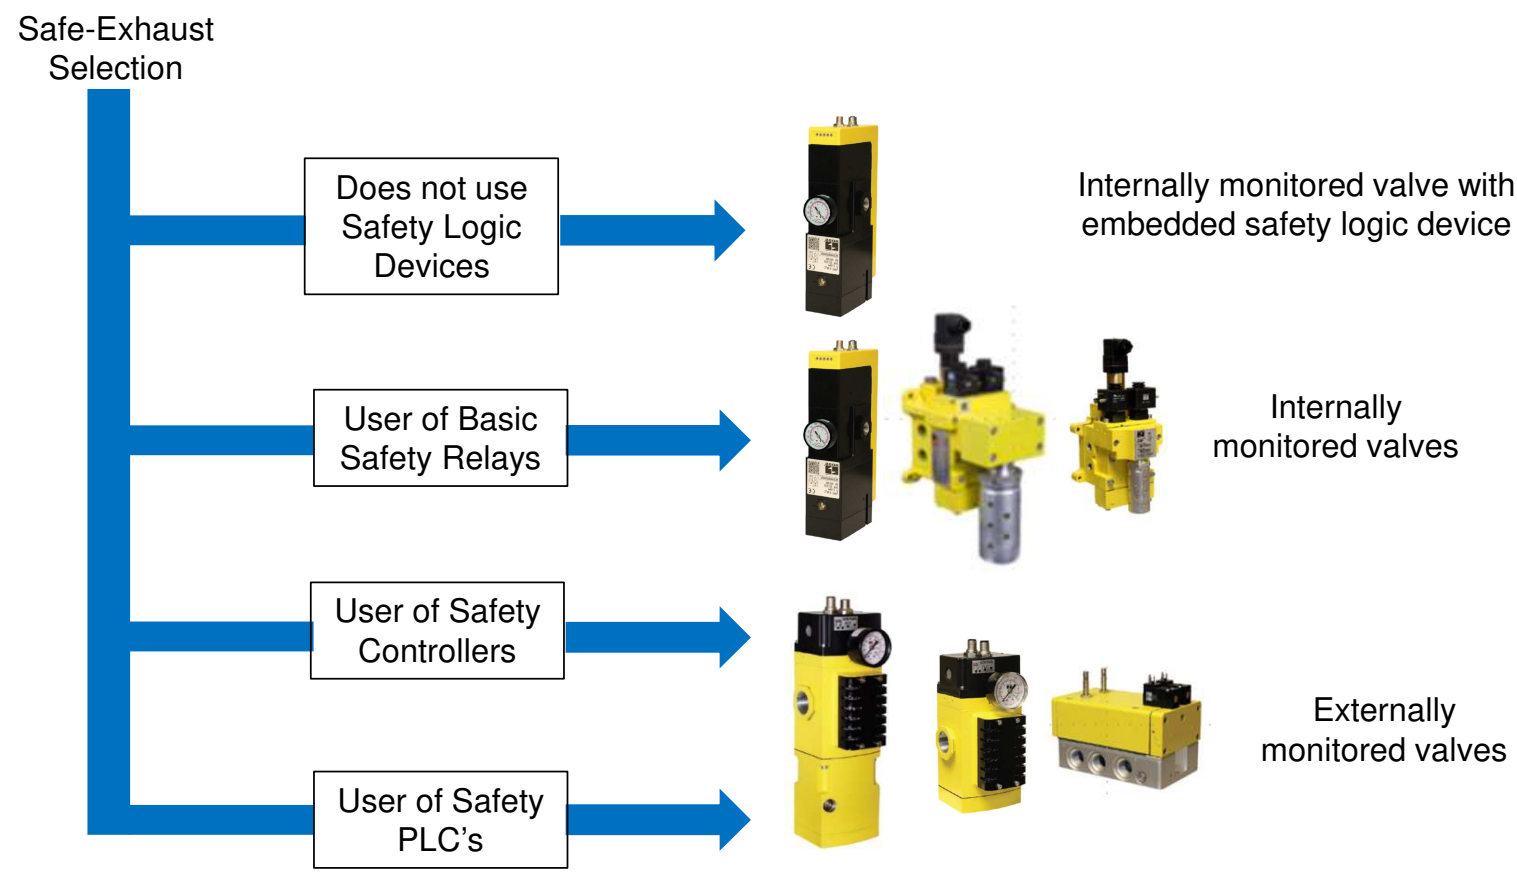 Safe-Exhaust
Selection
Does not use
Safety Logic
Devices
Internally monitored valve with
embedded safety logic device
User of Basic
Safety Relays
Internally
monitored valves
User of Safety
Controllers
Externally
monitored valves
User of Safety
PLC’s